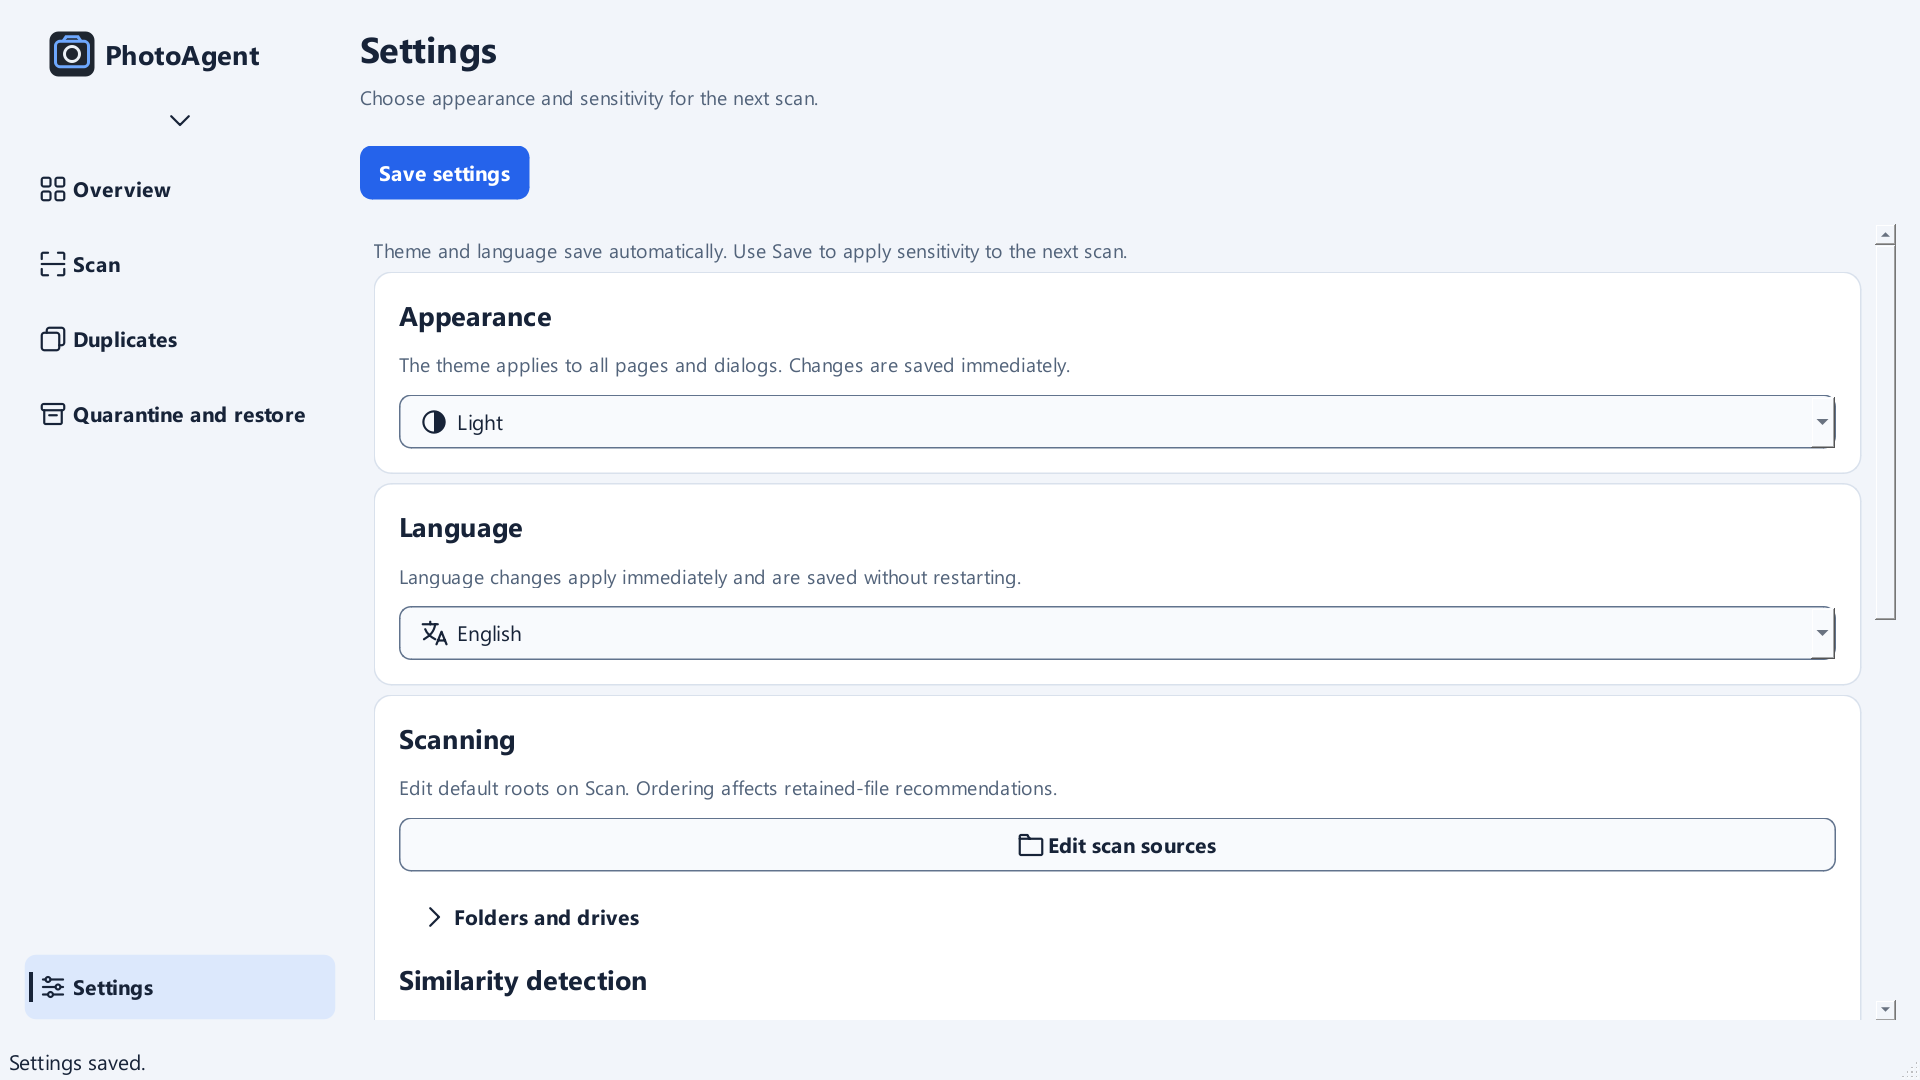 PhotoAgent
Overview
Scan
Duplicates
Quarantine and restore
Settings
Settings
Choose appearance and sensitivity for the next scan.
Save settings
Theme and language save automatically. Use Save to apply sensitivity to the next scan.
Appearance
The theme applies to all pages and dialogs. Changes are saved immediately.
Light
Language
Language changes apply immediately and are saved without restarting.
English
Scanning
Edit default roots on Scan. Ordering affects retained-file recommendations.
Edit scan sources
Folders and drives
Similarity detection
Settings saved.